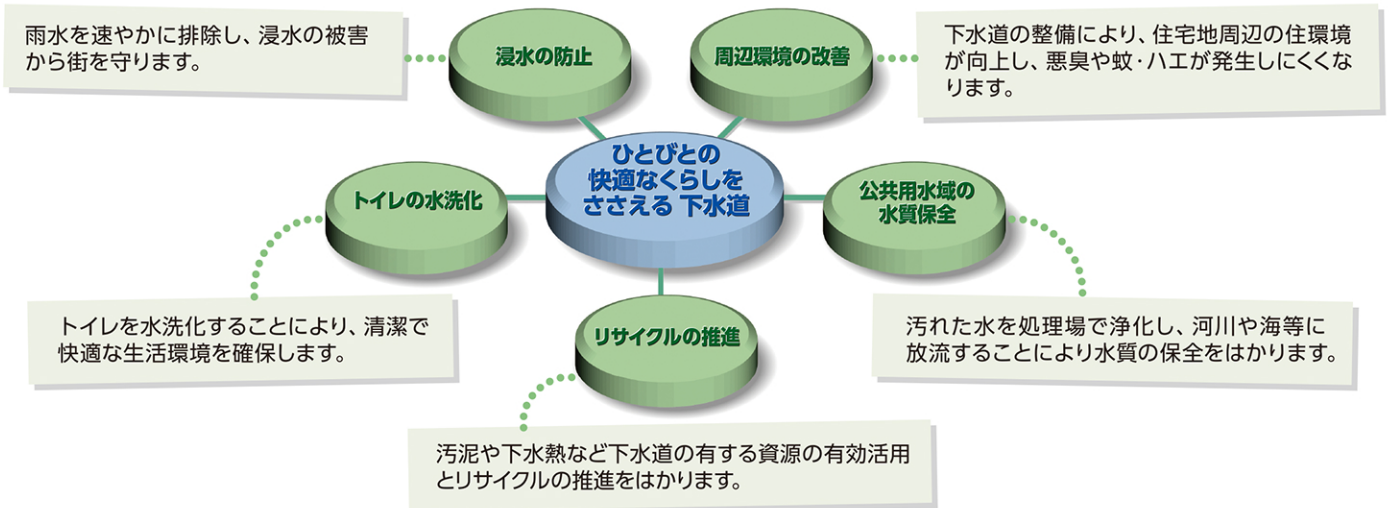 雨水を速やかに排除し、浸水の被害
から街を守ります。
浸水の防止
周辺環境の改善
下水道の整備により、住宅地周辺の住環境
が向上し、悪臭や蚊・ハエが発生しにくくな
ります。
ひとびとの
快適なくらしを
ささえる 下水道
トイレの水洗化
公共用水域の
水質保全
トイレを水洗化することにより、清潔で
快適な生活環境を確保します。
リサイクルの推進
汚れた水を処理場で浄化し、河川や海等に
放流することにより水質の保全をはかります。
汚泥や下水熱など下水道の有する資源の有効活用
とリサイクルの推進をはかります。